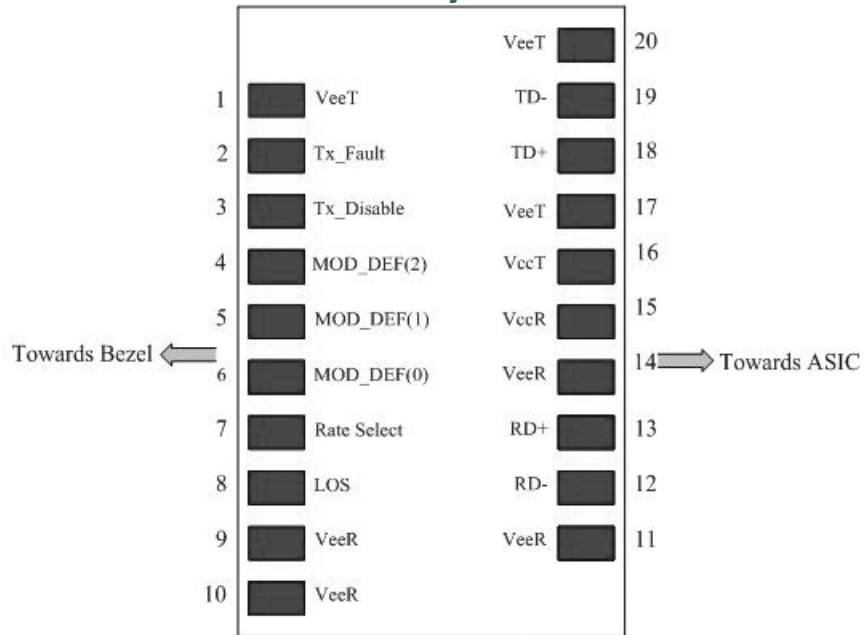 VeeT 20
1 VeeT TD- 19
2 Tx_Fault TD+ 18
3 Tx_Disable VeeT 17
4 MOD_DEF(2) VccT 16
5 MOD_DEF(1) VccR 15
Towards Bezel 6 MOD_DEF(0) VeeR 14 Towards ASIC
7 Rate Select RD+ 13
8 LOS RD- 12
9 VeeR VeeR 11
10 VeeR